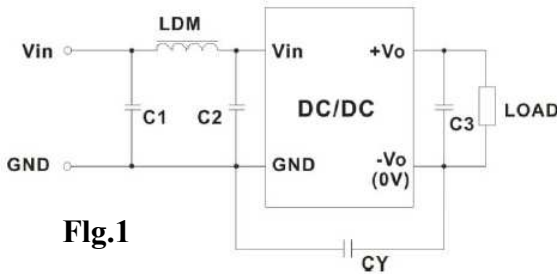 LDM
Vin
Vin
+Vo
C1
C2
DC/DC
C3
LOAD
GND
GND
-Vo
(0V)
Flg.1
CY